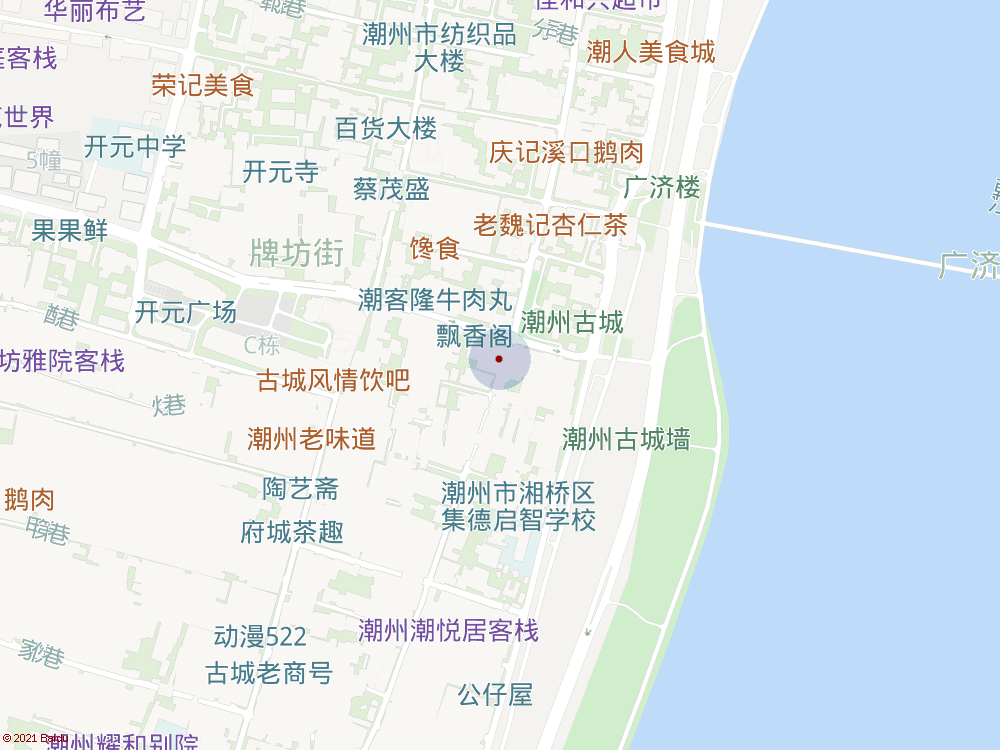 华丽布艺
佳和兴超市
潮州市纺织品
大楼
潮人美食城
荣记美食
客栈
世界
百货大楼
开元中学
5幢
庆记溪口鹅肉
开元寺
蔡茂盛
广济楼
果果鲜
老魏记杏仁茶
馋食
牌坊街
广济
潮客隆牛肉丸
开元广场
潮州古城
飘香阁
C栋
坊雅院客栈
古城风情饮吧
潮州老味道
潮州古城墙
陶艺斋
潮州市湘桥区
集德启智学校
鹅肉
府城茶趣
动漫522
潮州潮悦居客栈
古城老商号
公仔屋
潮州耀和别院
© 2021 Baidu